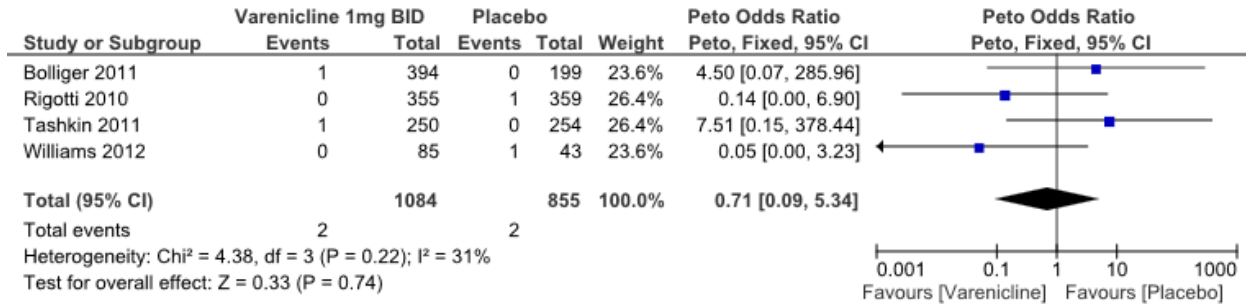 Varenicline 1mg BID Placebo Peto Odds Ratio Peto Odds Ratio
Study or Subgroup Events Total Events Total Weight Peto, Fixed, 95% CI Peto, Fixed, 95% CI
Bolliger 2011 1 394 0 199 23.6% 4.50 [0.07, 285.96]
Rigotti 2010 0 355 1 359 26.4% 0.14 [0.00, 6.90]
Tashkin 2011 1 250 0 254 26.4% 7.51 [0.15, 378.44]
Williams 2012 0 85 1 43 23.6% 0.05 [0.00, 3.23]
Total (95% CI) 1084 855 100.0% 0.71 [0.09, 5.34]
Total events 2 2
Heterogeneity: Chi² = 4.38, df = 3 (P = 0.22); I² = 31%
Test for overall effect: Z = 0.33 (P = 0.74)
0.001 0.1 1 10 1000
Favours [Varenicline] Favours [Placebo]